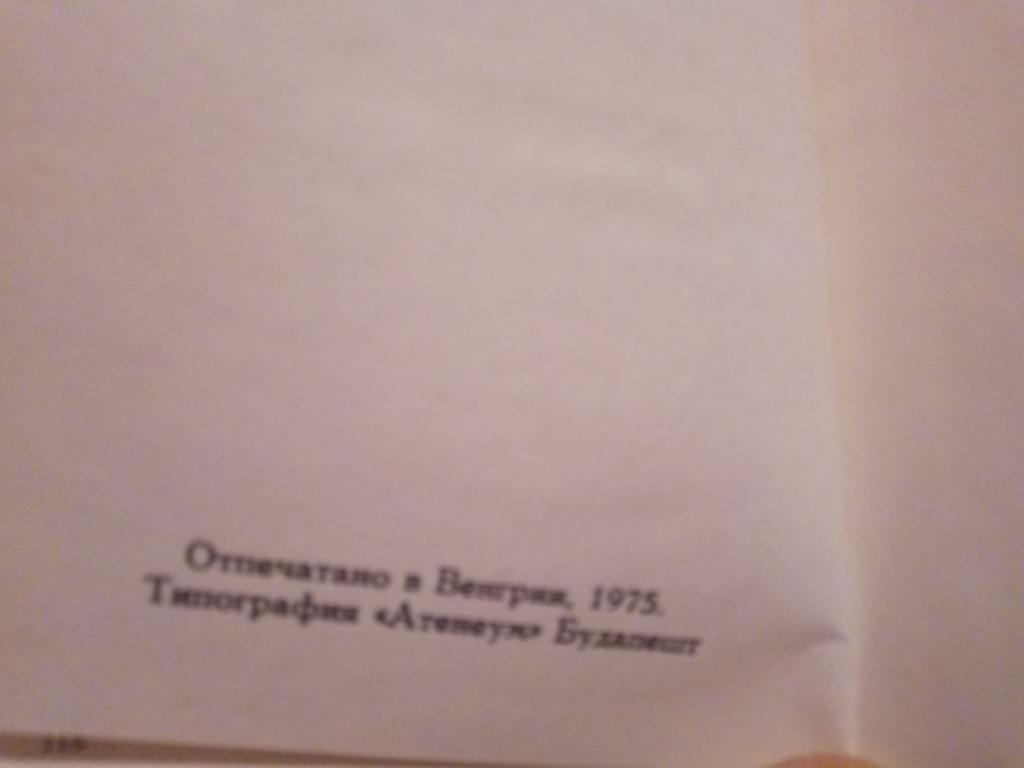 Отпечатано в Венгрии, 1975.
Типография «Атенеум» Будапешт